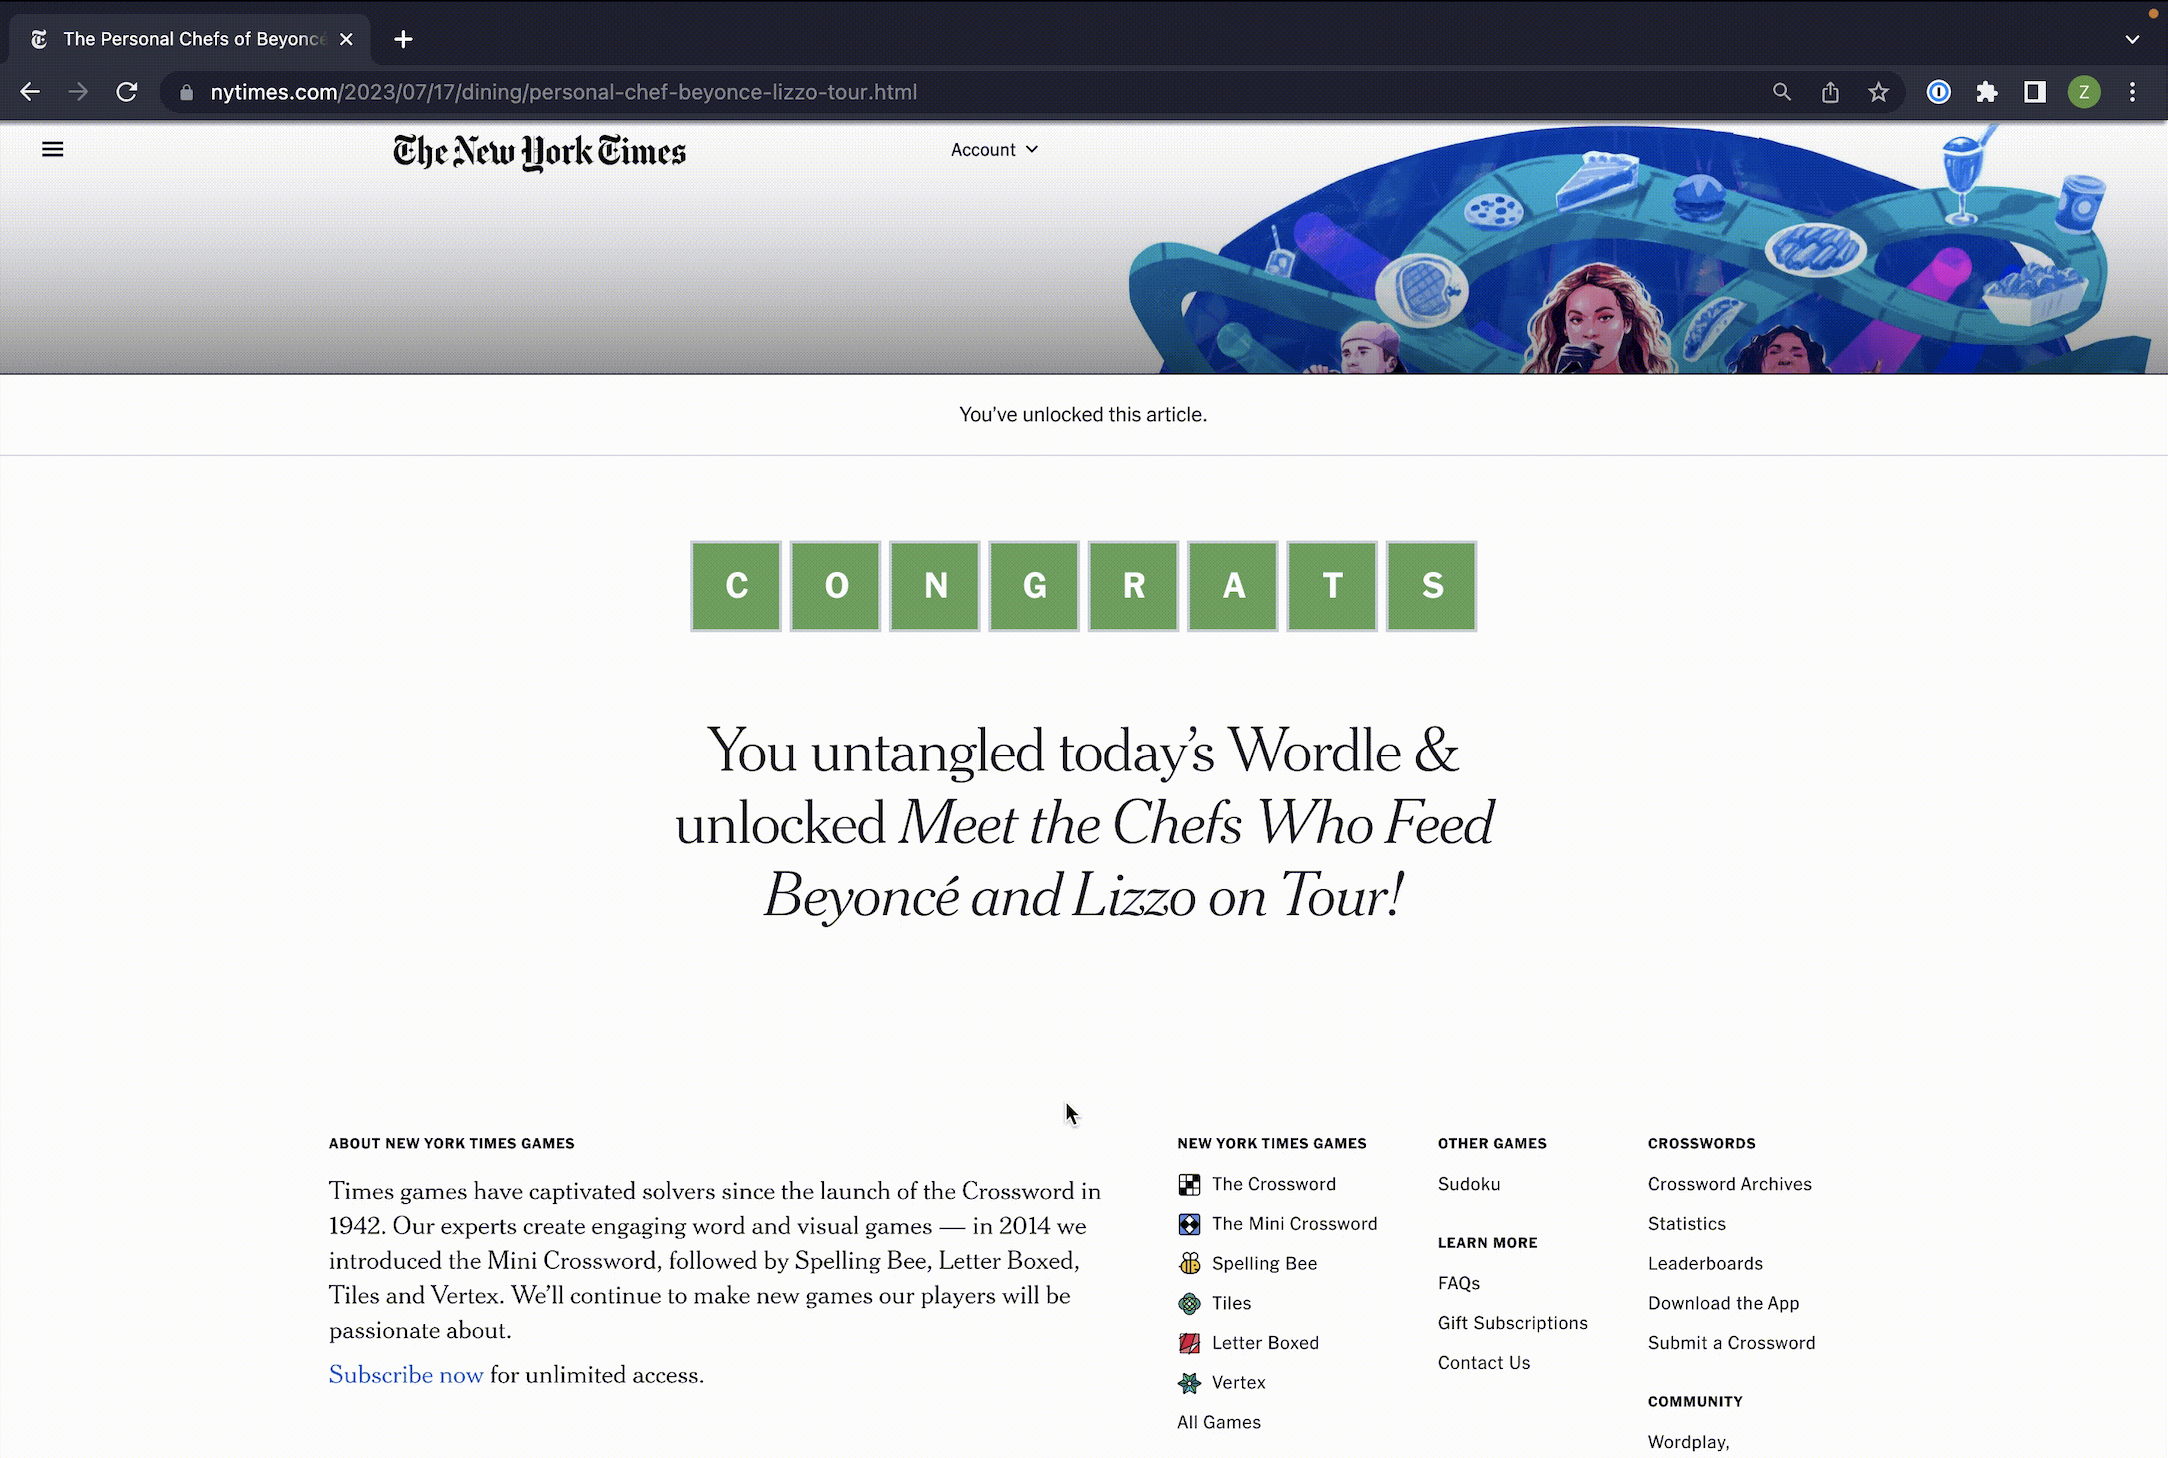 The Personal Chefs of Beyoncé
nytimes.com/2023/07/17/dining/personal-chef-beyonce-lizzo-tour.html
Z
The New York Times
Account
You've unlocked this article.
C O N G R A T S
You untangled today's Wordle &
unlocked Meet the Chefs Who Feed
Beyoncé and Lizzo on Tour!
ABOUT NEW YORK TIMES GAMES
Times games have captivated solvers since the launch of the Crossword in
1942. Our experts create engaging word and visual games — in 2014 we
introduced the Mini Crossword, followed by Spelling Bee, Letter Boxed,
Tiles and Vertex. We'll continue to make new games our players will be
passionate about.
Subscribe now for unlimited access.
NEW YORK TIMES GAMES
The Crossword
The Mini Crossword
Spelling Bee
Tiles
Letter Boxed
Vertex
All Games
OTHER GAMES
Sudoku
LEARN MORE
FAQs
Gift Subscriptions
Contact Us
CROSSWORDS
Crossword Archives
Statistics
Leaderboards
Download the App
Submit a Crossword
COMMUNITY
Wordplay,